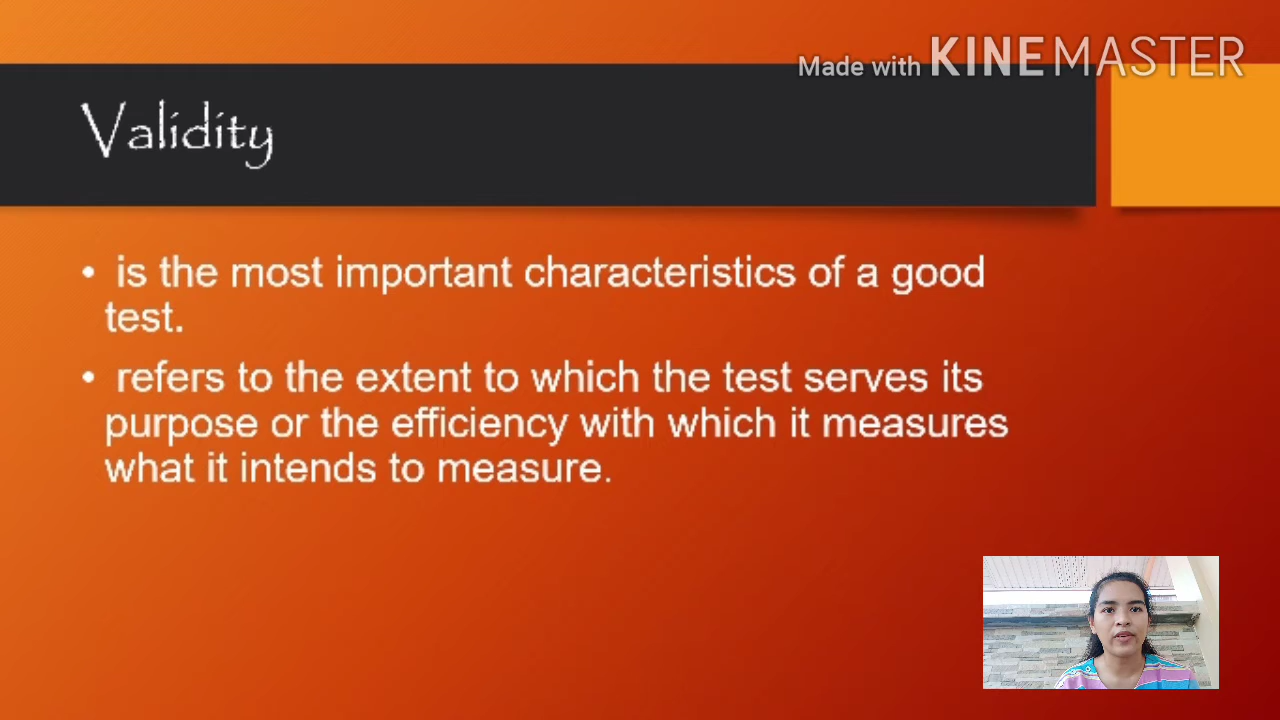 Made with KINEMASTER
Validity
• is the most important characteristics of a good
test.
• refers to the extent to which the test serves its
purpose or the efficiency with which it measures
what it intends to measure.